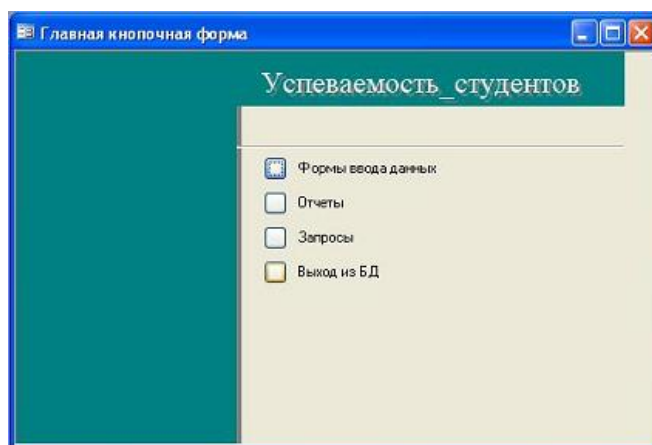 Главная кнопочная форма
Успеваемость_студентов
Формы ввода данных
Отчеты
Запросы
Выход из БД